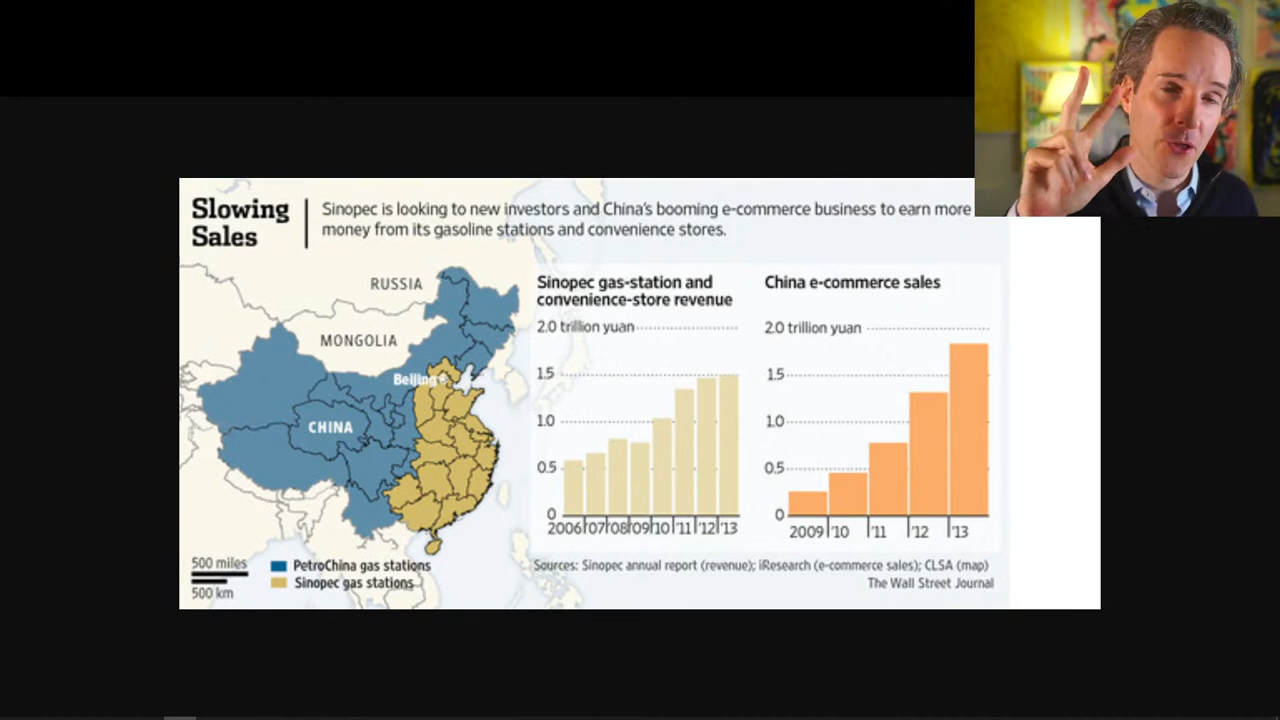 Slowing
Sales
Sinopec is looking to new investors and China's booming e-commerce business to earn more
money from its gasoline stations and convenience stores.
RUSSIA
MONGOLIA
Beijing
CHINA
500 miles
500 km
PetroChina gas stations
Sinopec gas stations
Sinopec gas-station and
convenience-store revenue
2.0 trillion yuan
1.5
1.0
0.5
0
2006 '07 '08 '09 '10 '11 '12 '13
China e-commerce sales
2.0 trillion yuan
1.5
1.0
0.5
0
2009 '10 '11 '12 '13
Sources: Sinopec annual report (revenue); iResearch (e-commerce sales); CLSA (map)
The Wall Street Journal